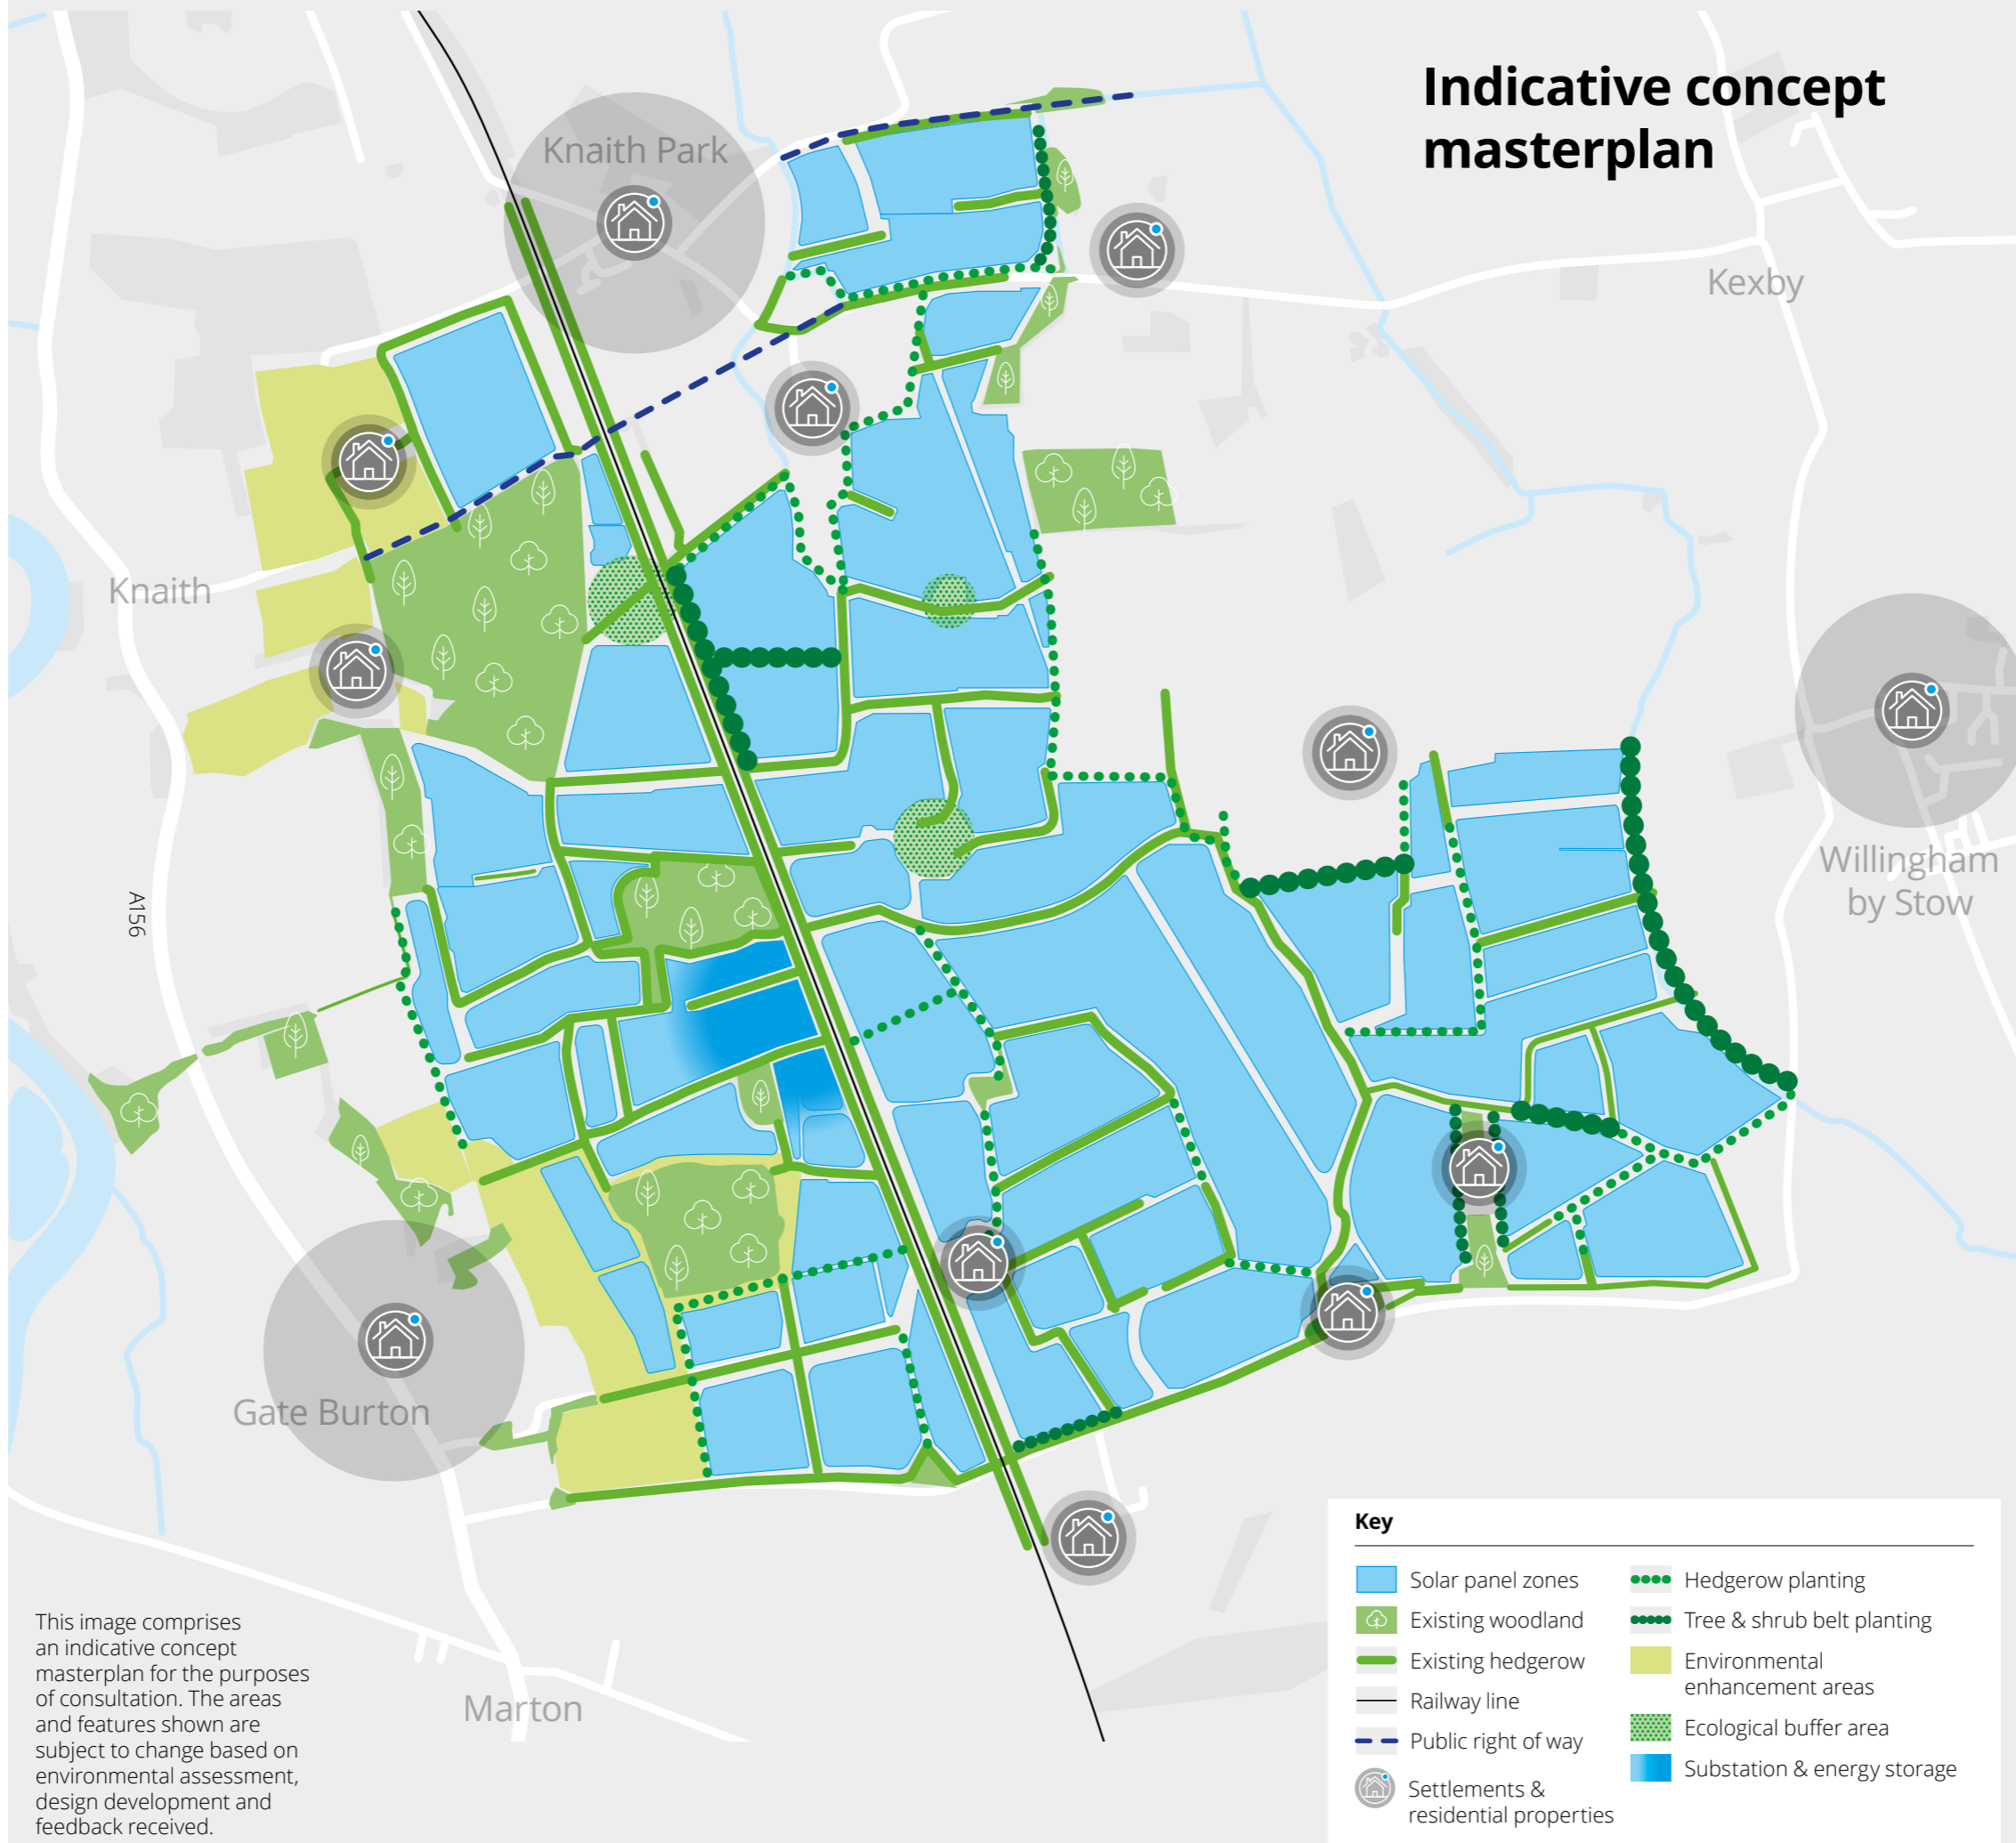 Indicative concept
masterplan
Knaith Park
Kexby
Knaith
Willingham
by Stow
A156
Gate Burton
Marton
This image comprises
an indicative concept
masterplan for the purposes
of consultation. The areas
and features shown are
subject to change based on
environmental assessment,
design development and
feedback received.
Key
Solar panel zones
Existing woodland
Existing hedgerow
Railway line
Public right of way
Settlements &
residential properties
Hedgerow planting
Tree & shrub belt planting
Environmental
enhancement areas
Ecological buffer area
Substation & energy storage